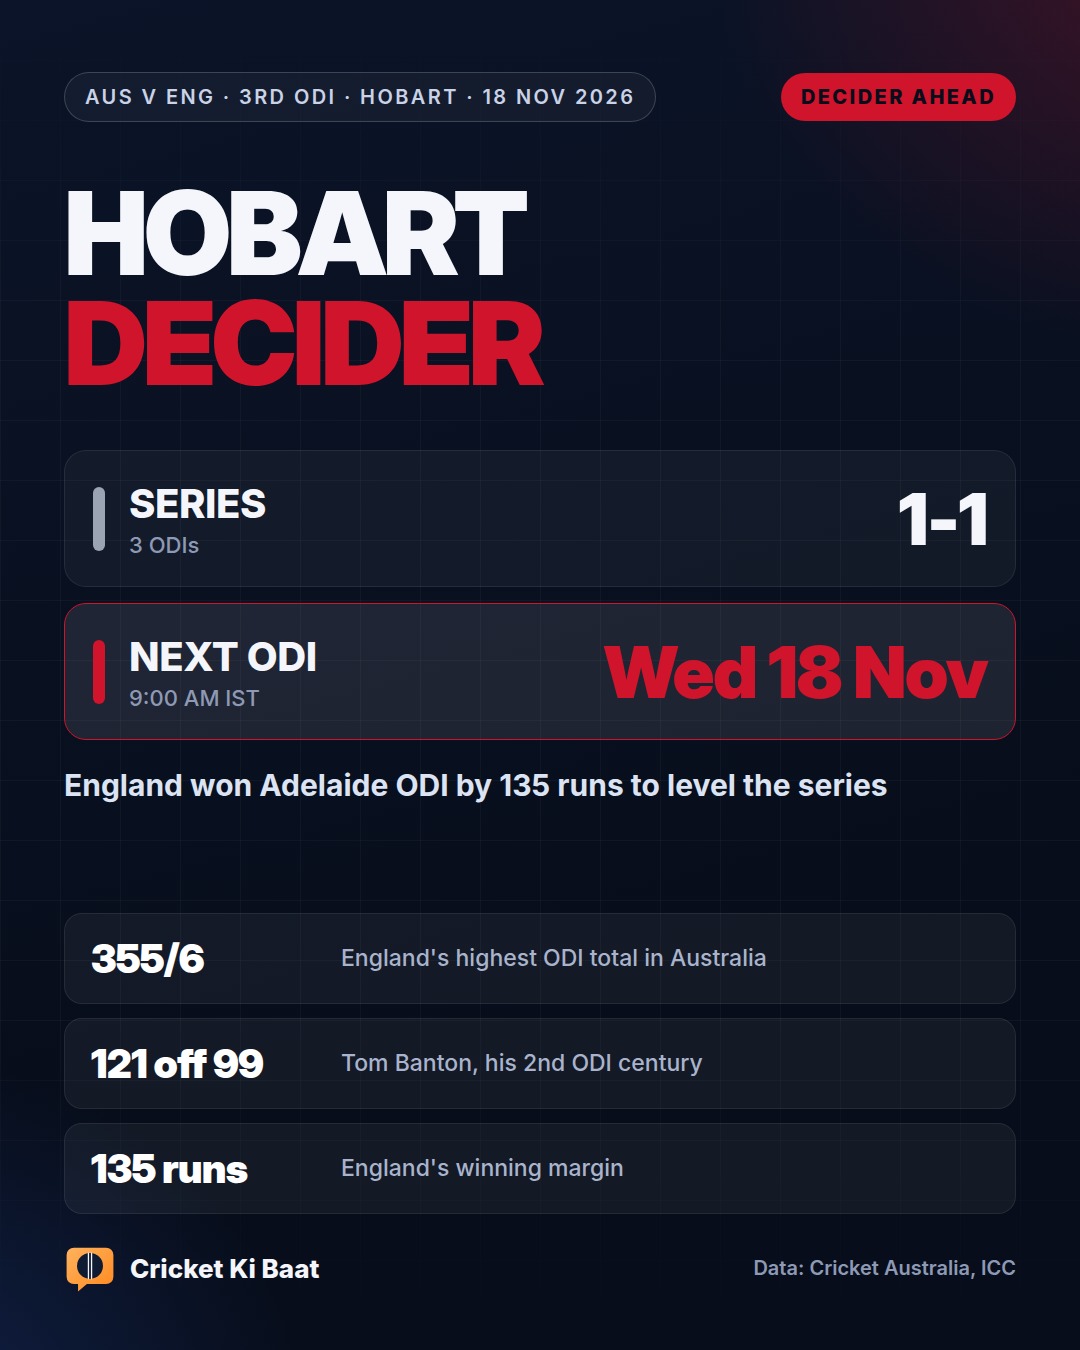 AUS V ENG · 3RD ODI · HOBART · 18 NOV 2026
DECIDER AHEAD
HOBART
DECIDER
SERIES
3 ODIs
1-1
NEXT ODI
9:00 AM IST
Wed 18 Nov
England won Adelaide ODI by 135 runs to level the series
355/6
England's highest ODI total in Australia
121 off 99
Tom Banton, his 2nd ODI century
135 runs
England's winning margin
Cricket Ki Baat
Data: Cricket Australia, ICC